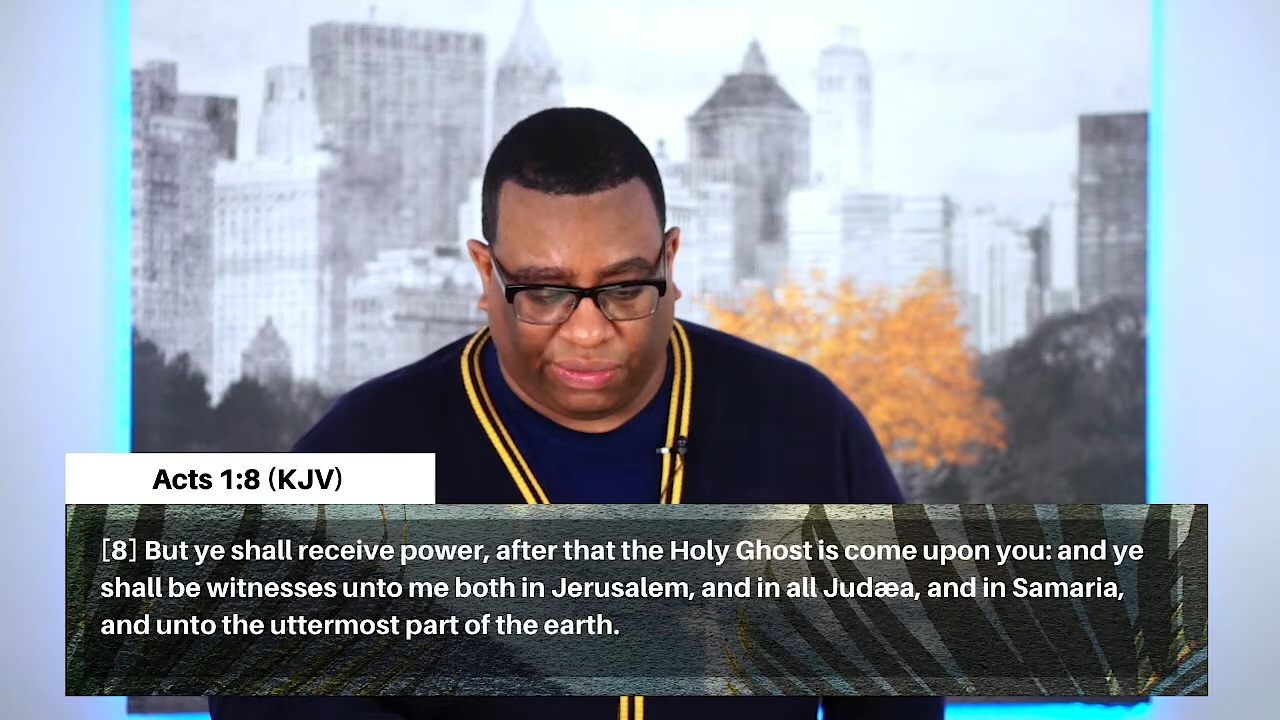 Acts 1:8 (KJV)
[8] But ye shall receive power, after that the Holy Ghost is come upon you: and ye
shall be witnesses unto me both in Jerusalem, and in all Judæa, and in Samaria,
and unto the uttermost part of the earth.